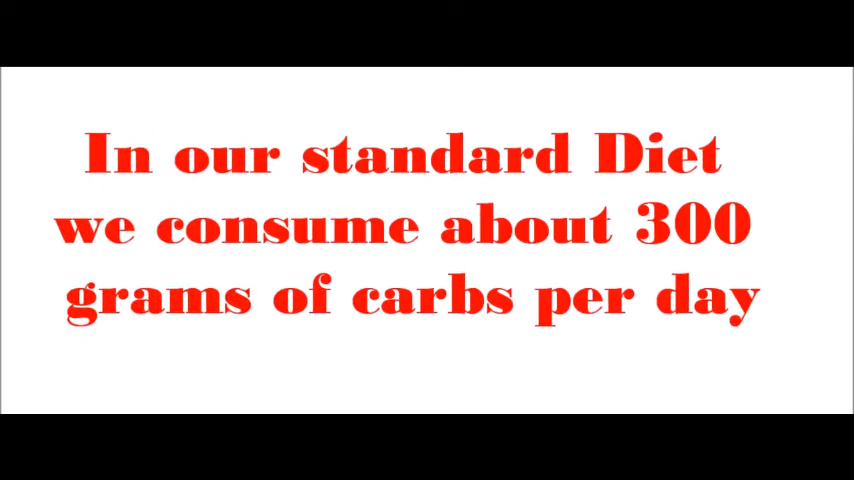 In our standard Diet
we consume about 300
grams of carbs per day